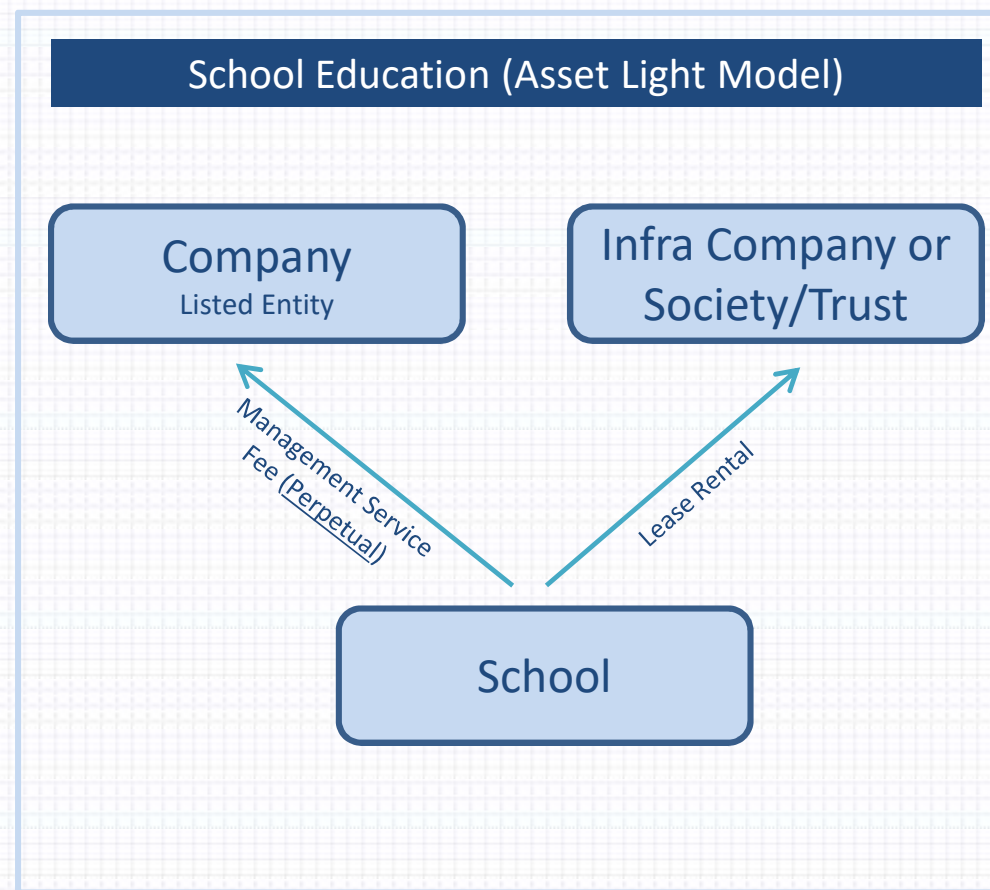 School Education (Asset Light Model)
Company
Listed Entity
Infra Company or
Society/Trust
Management Service
Fee (Perpetual)
Lease Rental
School